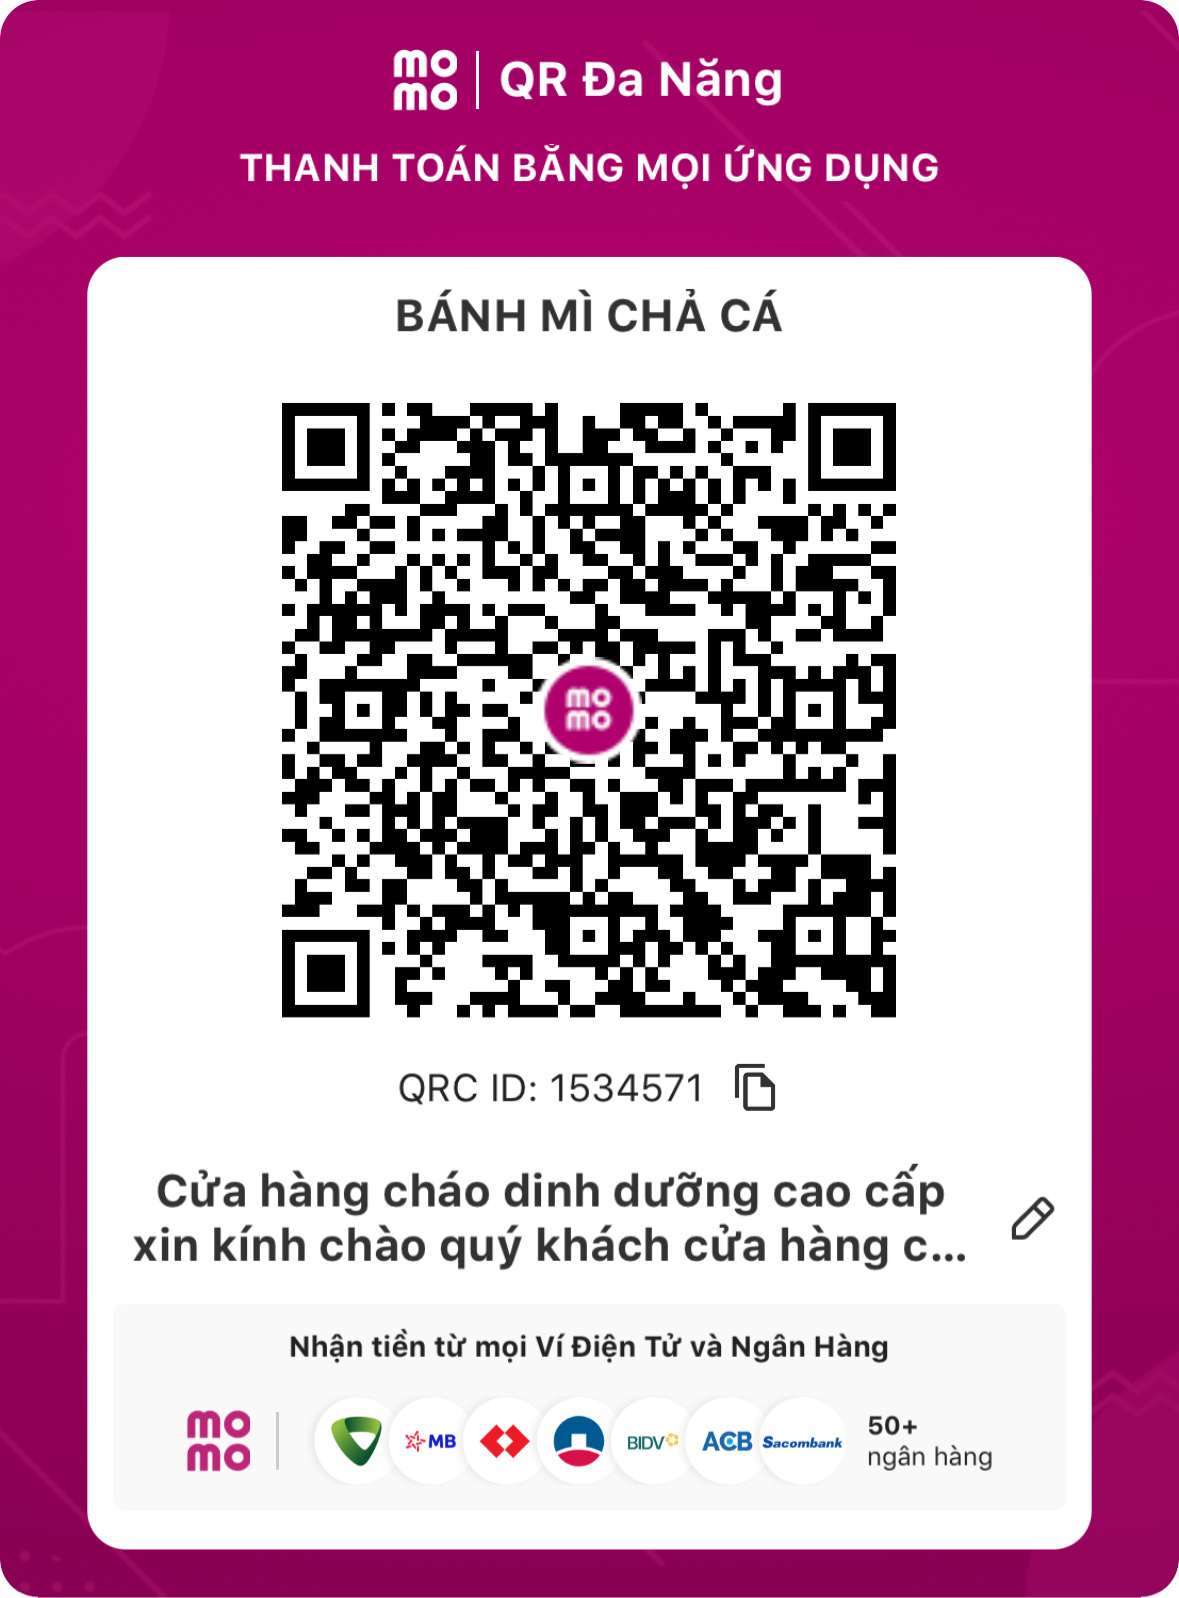 momo QR Đa Năng
THANH TOÁN BẰNG MỌI ỨNG DỤNG
BÁNH MÌ CHẢ CÁ
momo
QRC ID: 1534571
Cửa hàng cháo dinh dưỡng cao cấp
xin kính chào quý khách cửa hàng c...
Nhận tiền từ mọi Ví Điện Tử và Ngân Hàng
momo MB BIDV ACB Sacombank 50+
ngân hàng